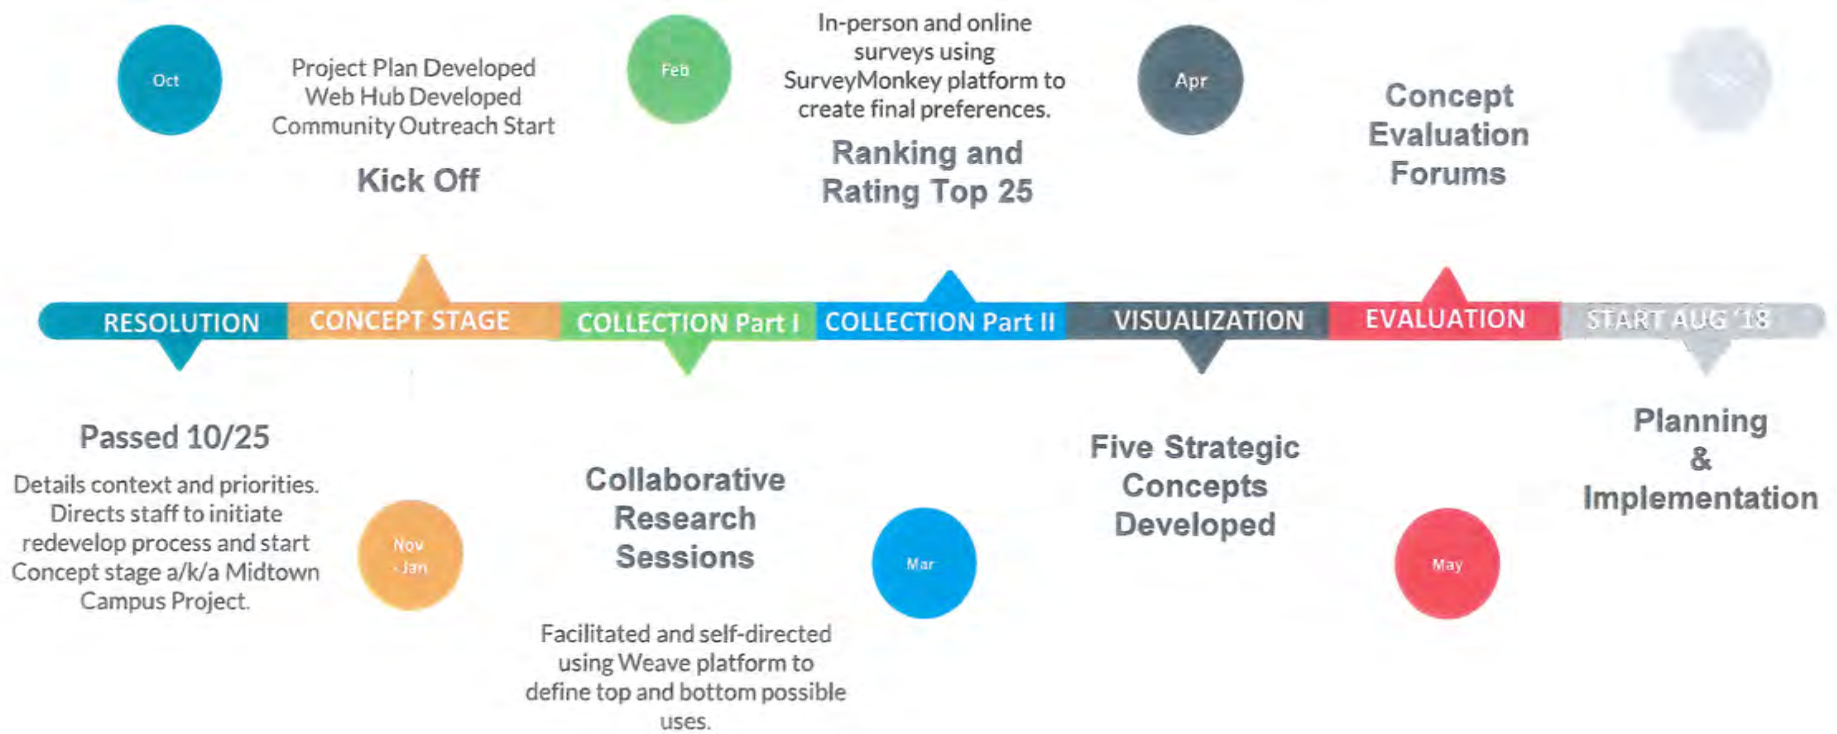 Oct
Project Plan Developed
Web Hub Developed
Community Outreach Start
Kick Off
Feb
In-person and online
surveys using
SurveyMonkey platform to
create final preferences.
Ranking and
Rating Top 25
Apr
Concept
Evaluation
Forums
RESOLUTION
CONCEPT STAGE
COLLECTION Part I
COLLECTION Part II
VISUALIZATION
EVALUATION
START AUG '18
Passed 10/25
Details context and priorities.
Directs staff to initiate
redevelop process and start
Concept stage a/k/a Midtown
Campus Project.
Nov
- Jan
Collaborative
Research
Sessions
Facilitated and self-directed
using Weave platform to
define top and bottom possible
uses.
Mar
Five Strategic
Concepts
Developed
May
Planning
&
Implementation